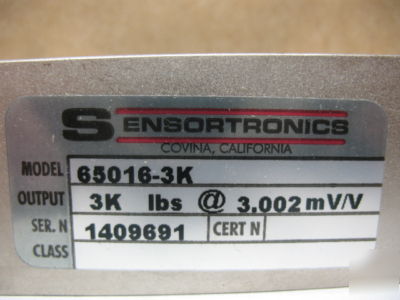 SENSORTRONICS
COVINA, CALIFORNIA
MODEL 65016-3K
OUTPUT 3K lbs @ 3.002 mV/V
SER. N 1409691 CERT N
CLASS